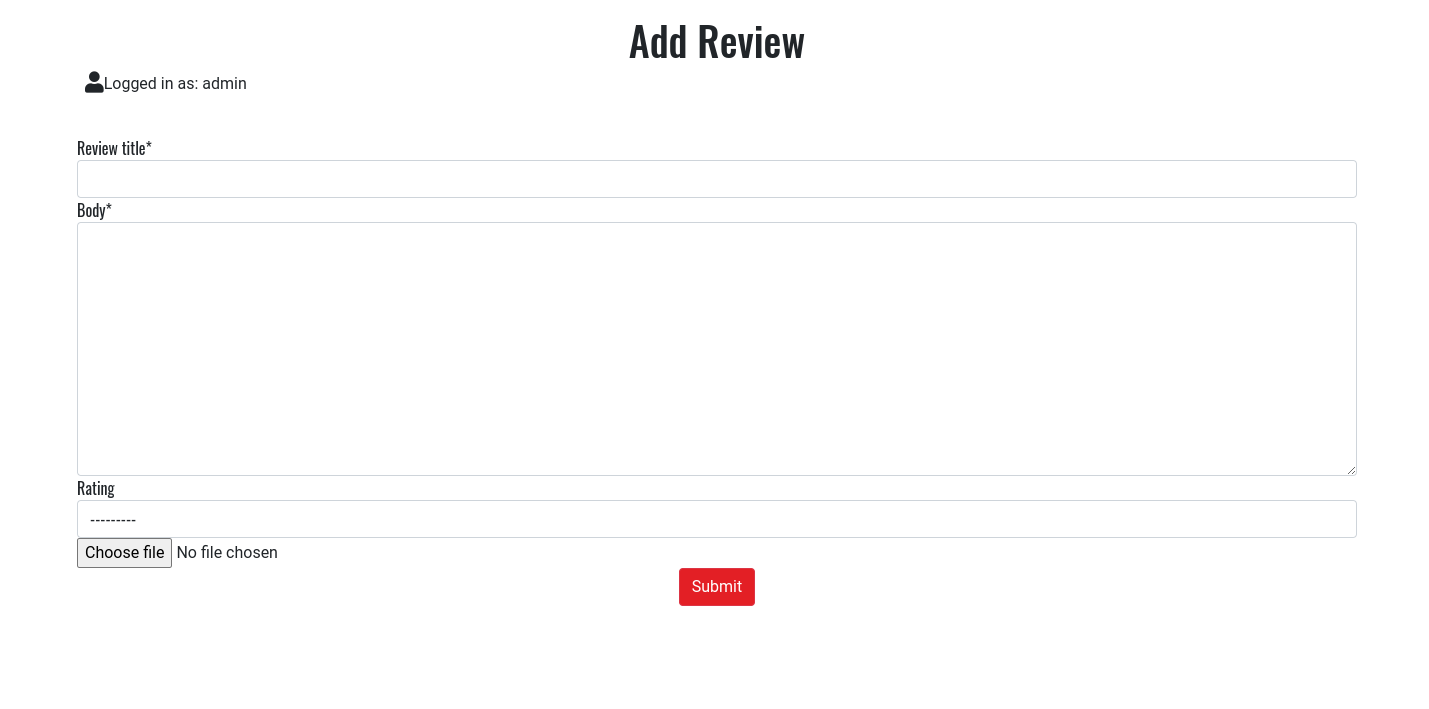 Add Review
Logged in as: admin
Review title*
Body*
Rating
---------
Choose file No file chosen
Submit